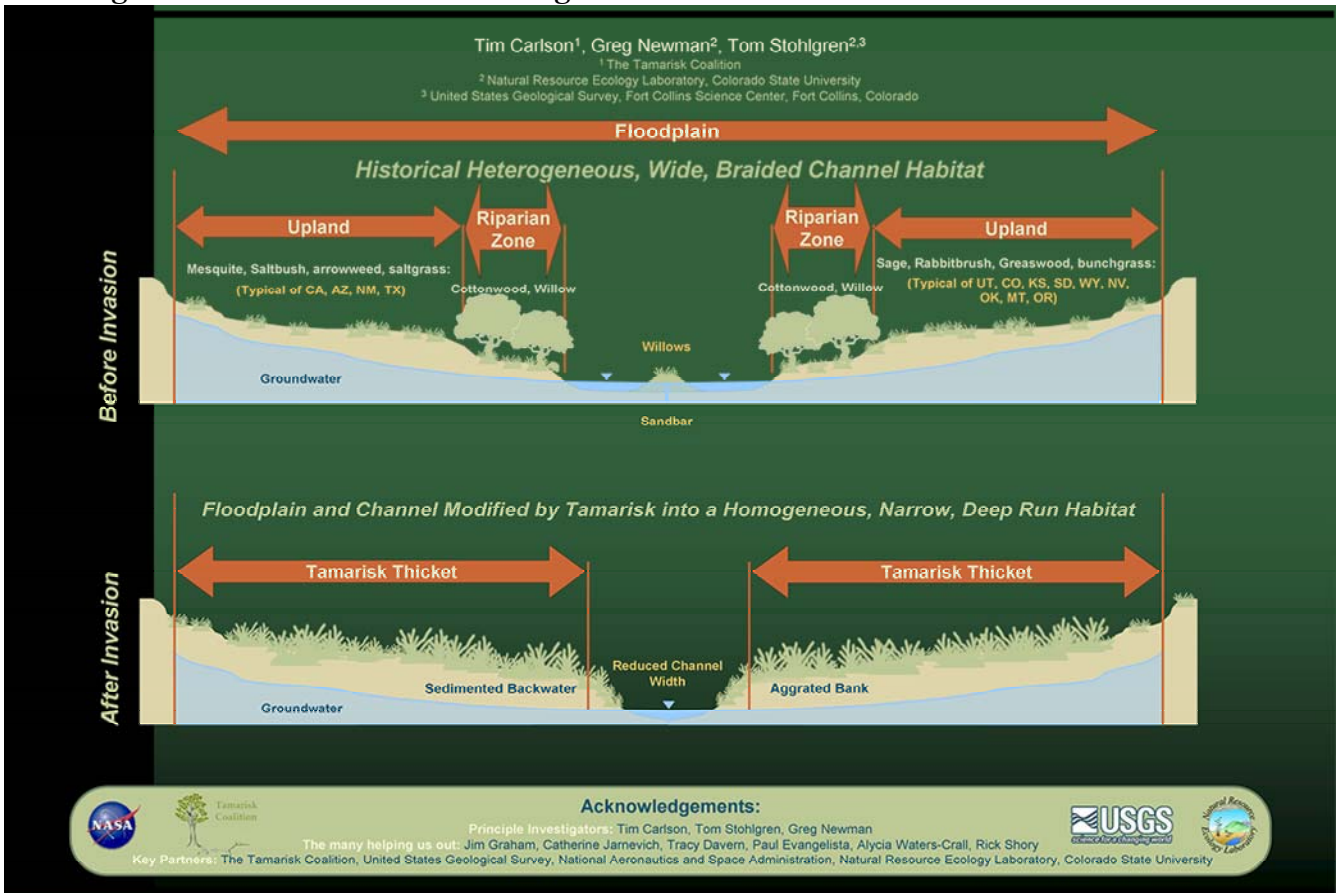 Tim Carlson¹, Greg Newman², Tom Stohlgren²,³
¹ The Tamarisk Coalition
² Natural Resource Ecology Laboratory, Colorado State University
³ United States Geological Survey, Fort Collins Science Center, Fort Collins, Colorado
Floodplain
Historical Heterogeneous, Wide, Braided Channel Habitat
Before Invasion
Upland
Riparian
Zone
Riparian
Zone
Upland
Mesquite, Saltbush, arrowweed, saltgrass:
(Typical of CA, AZ, NM, TX)
Cottonwood, Willow
Cottonwood, Willow
Sage, Rabbitbrush, Greaswood, bunchgrass:
(Typical of UT, CO, KS, SD, WY, NV,
OK, MT, OR)
Willows
Groundwater
Sandbar
Floodplain and Channel Modified by Tamarisk into a Homogeneous, Narrow, Deep Run Habitat
After Invasion
Tamarisk Thicket
Tamarisk Thicket
Reduced Channel
Width
Sedimented Backwater
Aggrated Bank
Groundwater
NASA
Tamarisk
Coalition
Acknowledgements:
Principle Investigators: Tim Carlson, Tom Stohlgren, Greg Newman
The many helping us out: Jim Graham, Catherine Jarnevich, Tracy Davern, Paul Evangelista, Alycia Waters-Crall, Rick Shory
Key Partners: The Tamarisk Coalition, United States Geological Survey, National Aeronautics and Space Administration, Natural Resource Ecology Laboratory, Colorado State University
USGS
science for a changing world
Natural Resource
Ecology Laboratory